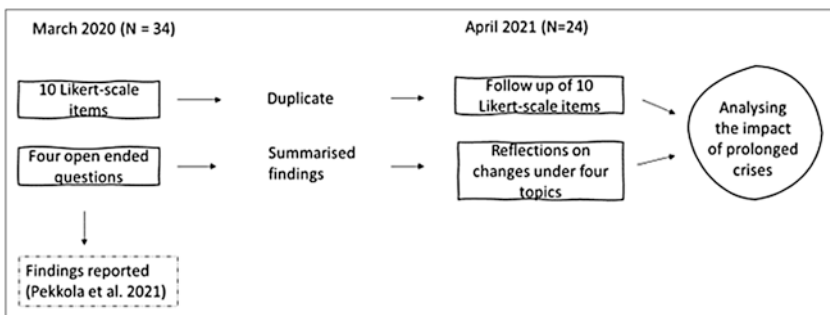 March 2020 (N = 34)
April 2021 (N=24)
10 Likert-scale
items
Duplicate
Follow up of 10
Likert-scale items
Four open ended
questions
Summarised
findings
Reflections on
changes under four
topics
Analysing
the impact
of prolonged
crises
Findings reported
(Pekkola et al. 2021)